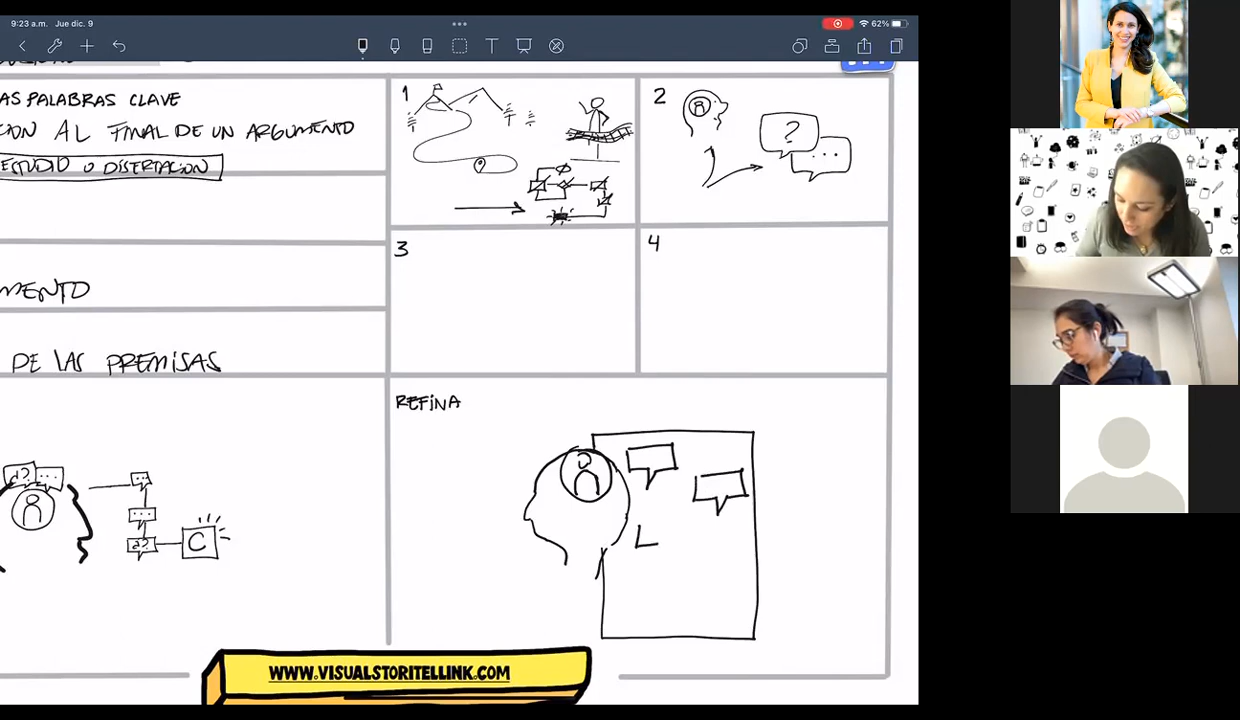 9:23 a.m. Jue dic. 9
62%
AS PALABRAS CLAVE
CION AL FINAL DE UN ARGUMENTO
ESTUDIO O DISERTACION
MENTO
DE LAS PREMISAS
1
2
?
...
3
4
REFINA
¿?
...
...
...
¿?
C
WWW.VISUALSTORITELLINK.COM